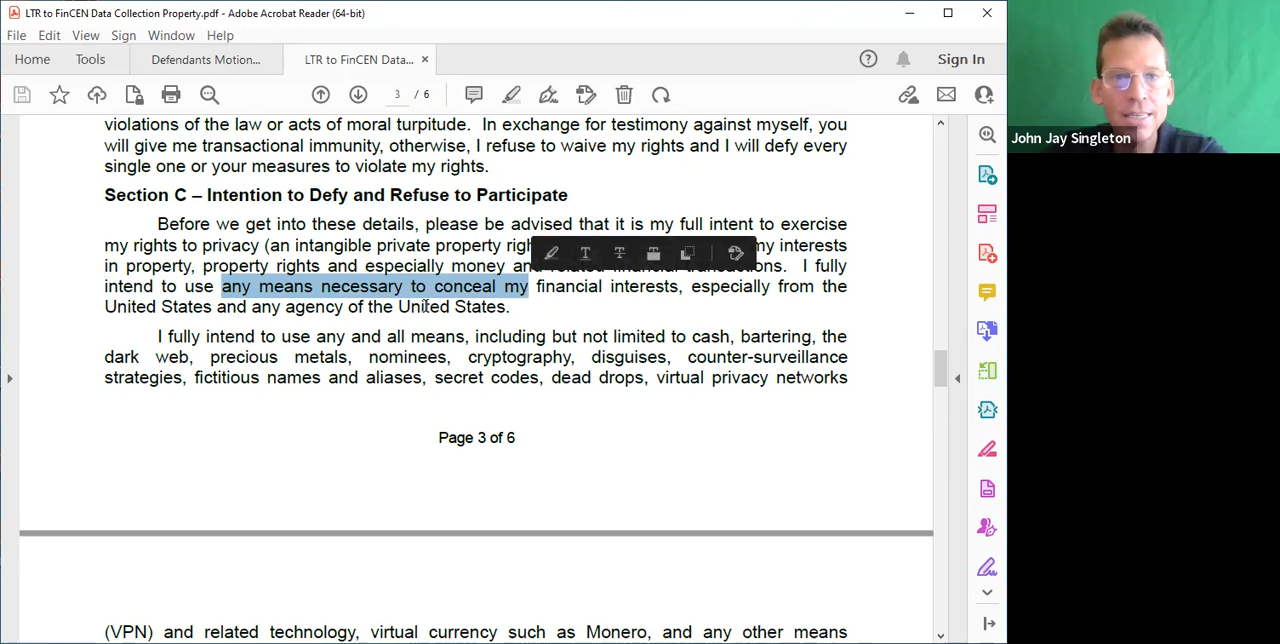 LTR to FinCEN Data Collection Property.pdf - Adobe Acrobat Reader (64-bit)
File Edit View Sign Window Help
Home Tools Defendants Motion... LTR to FinCEN Data... × Sign In
3 / 6
John Jay Singleton
violations of the law or acts of moral turpitude. In exchange for testimony against myself, you
will give me transactional immunity, otherwise, I refuse to waive my rights and I will defy every
single one or your measures to violate my rights.
Section C – Intention to Defy and Refuse to Participate
Before we get into these details, please be advised that it is my full intent to exercise
my rights to privacy (an intangible private property my interests
in property, property rights and especially money and related financial transactions. I fully
intend to use any means necessary to conceal my financial interests, especially from the
United States and any agency of the United States.
I fully intend to use any and all means, including but not limited to cash, bartering, the
dark web, precious metals, nominees, cryptography, disguises, counter-surveillance
strategies, fictitious names and aliases, secret codes, dead drops, virtual privacy networks
Page 3 of 6
(VPN) and related technology, virtual currency such as Monero, and any other means